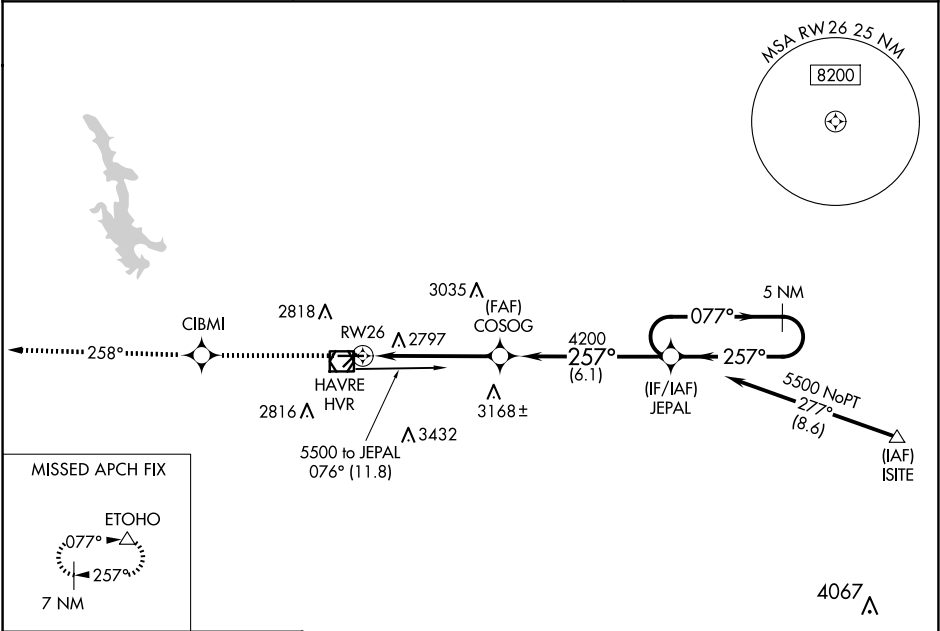 MSA RW26 25 NM
8200
5 NM
3035
(FAF)
COSOG
077°
2818
CIBMI
RW26
2797
4200
257°
(6.1)
257°
258°
HAVRE
HVR
(IF/IAF)
JEPAL
5500 NoPT
277°
(8.6)
2816
3168±
3432
5500 to JEPAL
076° (11.8)
(IAF)
ISITE
MISSED APCH FIX
ETOHO
077°
257°
7 NM
4067